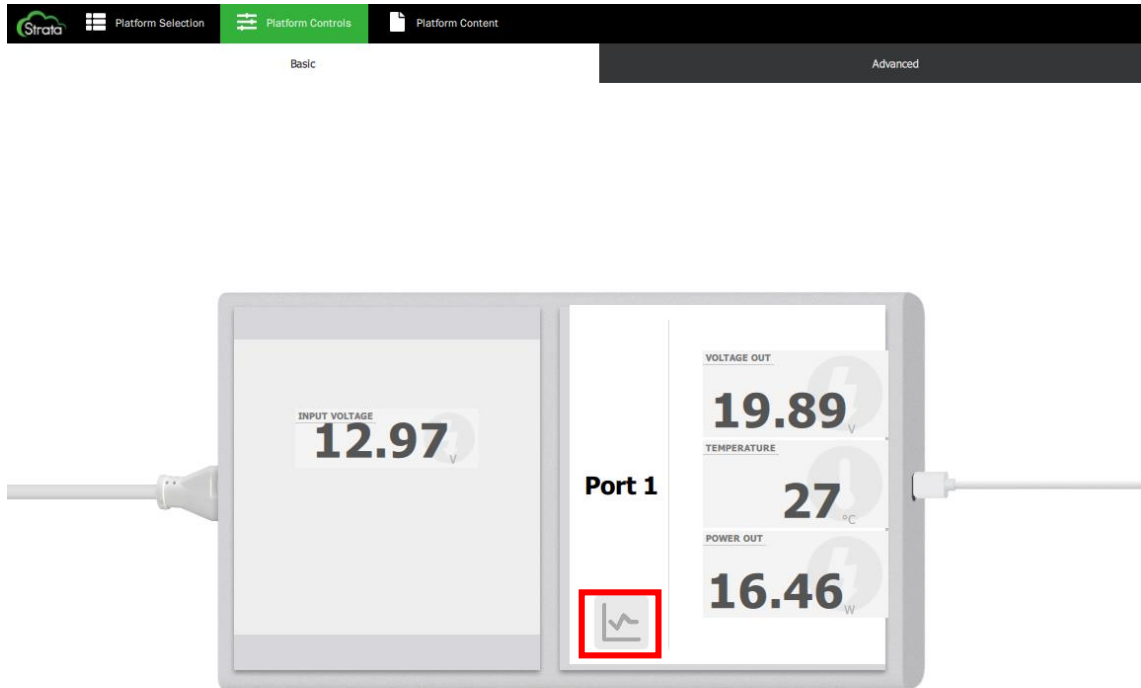 Strata Platform Selection Platform Controls Platform Content
Basic Advanced
INPUT VOLTAGE
12.97 V
Port 1
VOLTAGE OUT
19.89 V
TEMPERATURE
27 °C
POWER OUT
16.46 W